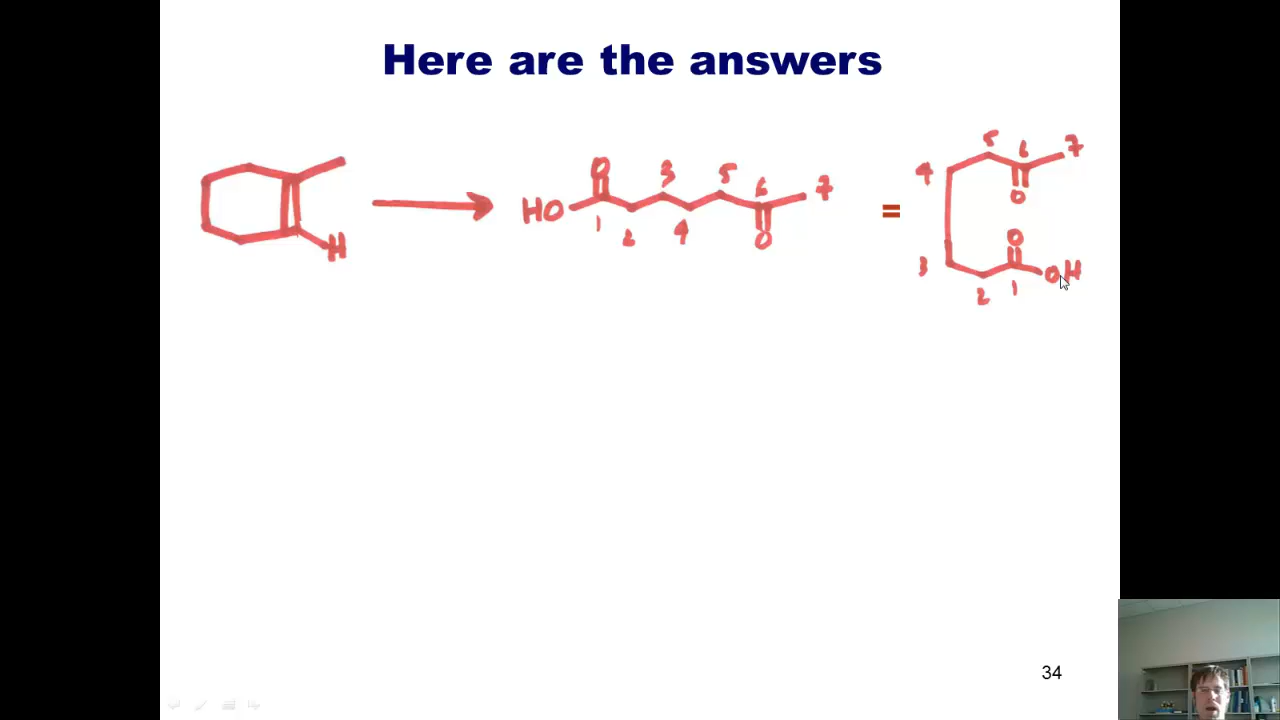 Here are the answers
H
HO O 1 2 3 4 5 6 O 7
=
4 5 6 7 O
3 2 1 O OH
34